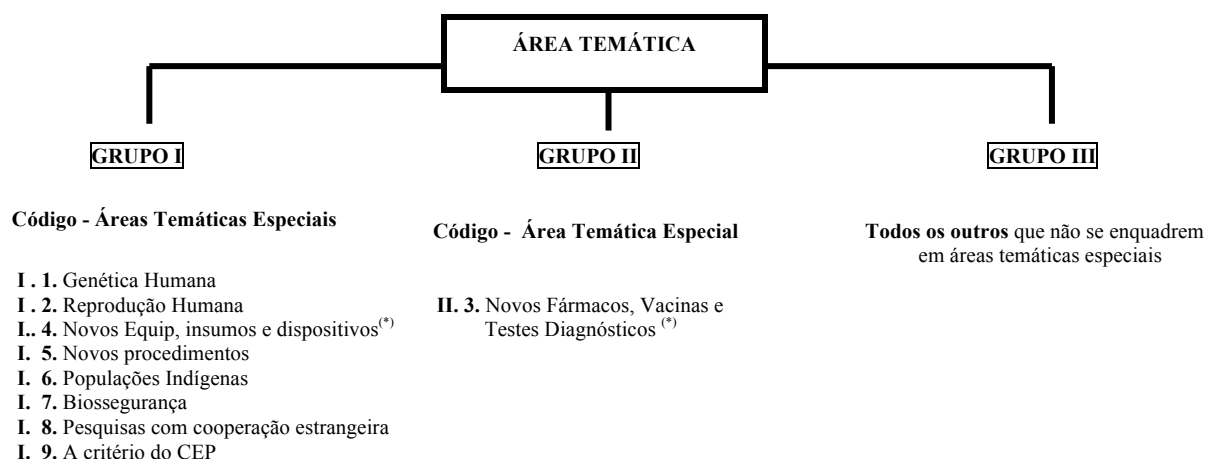 ÁREA TEMÁTICA
GRUPO I
GRUPO II
GRUPO III
Código - Áreas Temáticas Especiais
I . 1. Genética Humana
I . 2. Reprodução Humana
I.. 4. Novos Equip, insumos e dispositivos(*)
I. 5. Novos procedimentos
I. 6. Populações Indígenas
I. 7. Biossegurança
I. 8. Pesquisas com cooperação estrangeira
I. 9. A critério do CEP
Código - Área Temática Especial
II. 3. Novos Fármacos, Vacinas e
Testes Diagnósticos (*)
Todos os outros que não se enquadrem
em áreas temáticas especiais